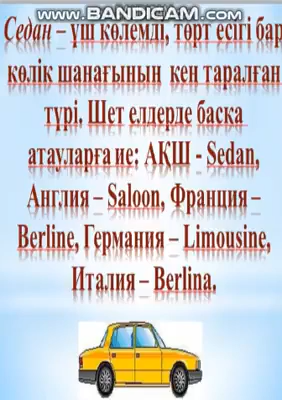 www.BANDICAM.com
Седан – үш көлемді, төрт есігі бар
көлік шанағының кең таралған
түрі. Шет елдерде басқа
атауларға ие: АҚШ - Sedan,
Англия – Saloon, Франция –
Berline, Германия – Limousine,
Италия – Berlina.